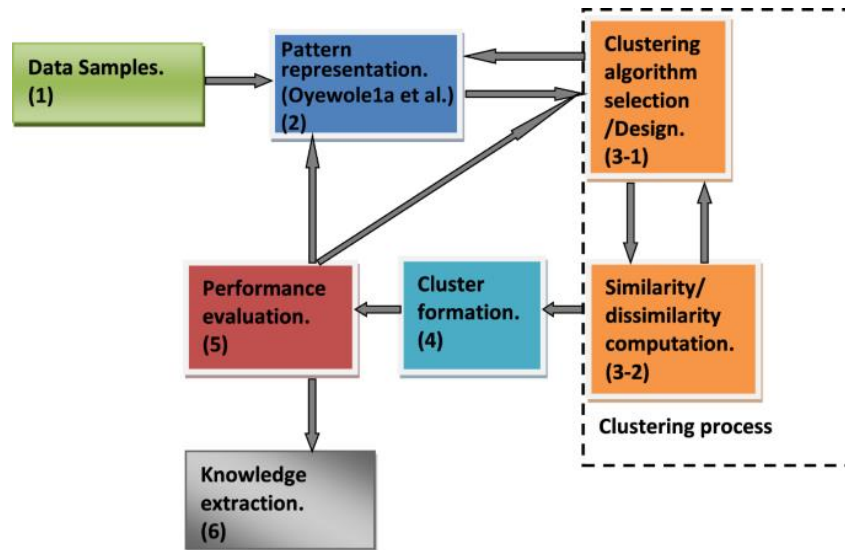 Data Samples.
(1)
Pattern
representation.
(Oyewole1a et al.)
(2)
Clustering
algorithm
selection
/Design.
(3-1)
Performance
evaluation.
(5)
Cluster
formation.
(4)
Similarity/
dissimilarity
computation.
(3-2)
Clustering process
Knowledge
extraction.
(6)